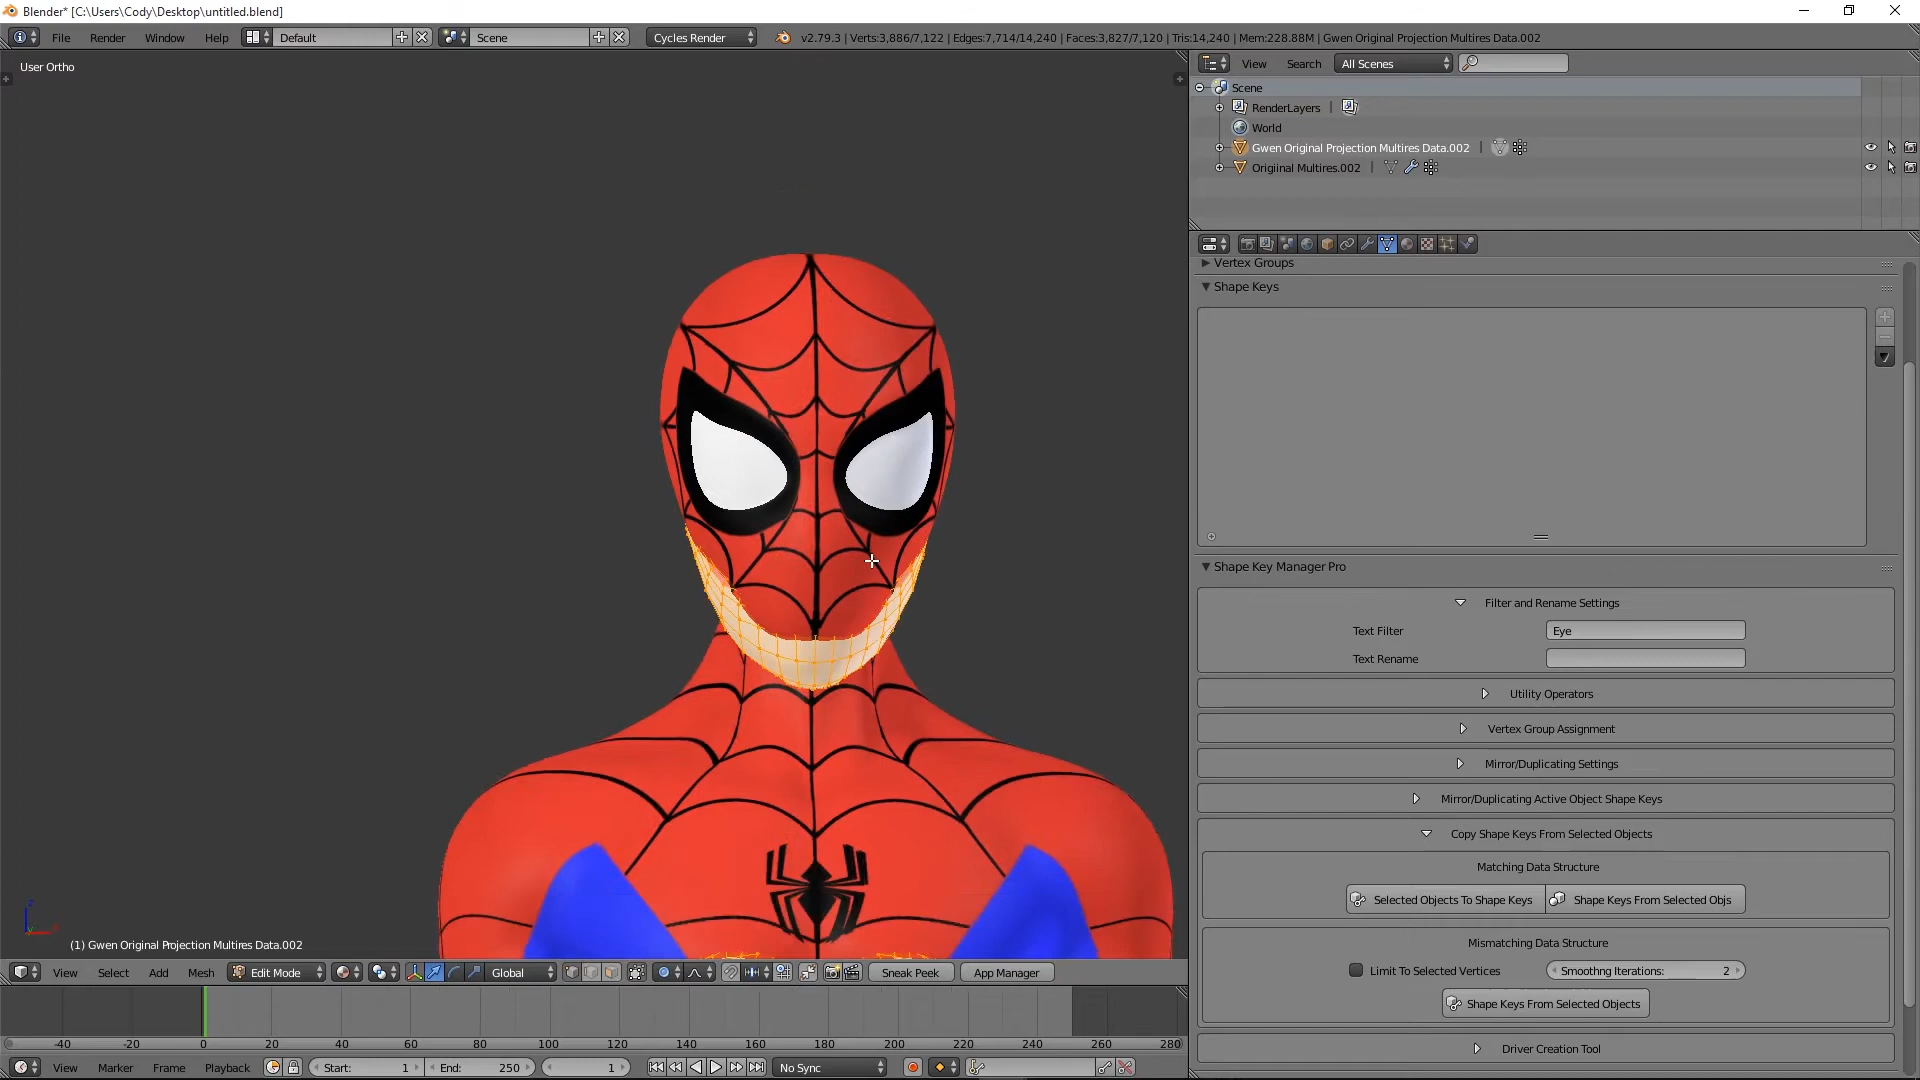 Blender* [C:\Users\Cody\Desktop\untitled.blend]
File Render Window Help Default Scene Cycles Render v2.79.3 | Verts:3,886/7,122 | Edges:7,714/14,240 | Faces:3,827/7,120 | Tris:14,240 | Mem:228.88M | Gwen Original Projection Multires Data.002
User Ortho
View Search All Scenes
Scene
RenderLayers |
World
Gwen Original Projection Multires Data.002 |
Origiinal Multires.002 |
Vertex Groups
Shape Keys
Shape Key Manager Pro
Filter and Rename Settings
Text Filter Eye
Text Rename
Utility Operators
Vertex Group Assignment
Mirror/Duplicating Settings
Mirror/Duplicating Active Object Shape Keys
Copy Shape Keys From Selected Objects
Matching Data Structure
Selected Objects To Shape Keys Shape Keys From Selected Objs
Mismatching Data Structure
Limit To Selected Vertices Smoothng Iterations: 2
Shape Keys From Selected Objects
Driver Creation Tool
(1) Gwen Original Projection Multires Data.002
View Select Add Mesh Edit Mode Global Sneak Peek App Manager
-40 -20 0 20 40 60 80 100 120 140 160 180 200 220 240 260 280
View Marker Frame Playback Start: 1 End: 250 1 No Sync